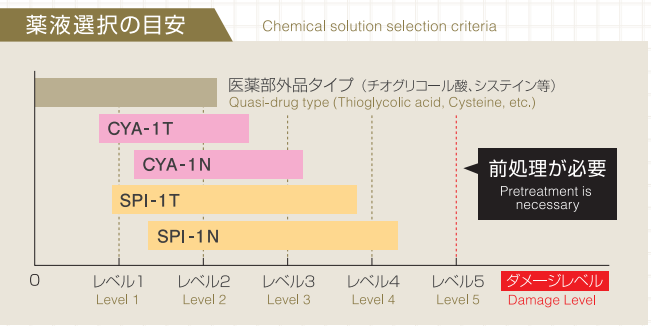 薬液選択の目安
Chemical solution selection criteria
医薬部外品タイプ（チオグリコール酸、システイン等）
Quasi-drug type (Thioglycolic acid, Cysteine, etc.)
CYA-1T
CYA-1N
SPI-1T
SPI-1N
前処理が必要
Pretreatment is
necessary
0 レベル1 レベル2 レベル3 レベル4 レベル5 ダメージレベル
Level 1 Level 2 Level 3 Level 4 Level 5 Damage Level